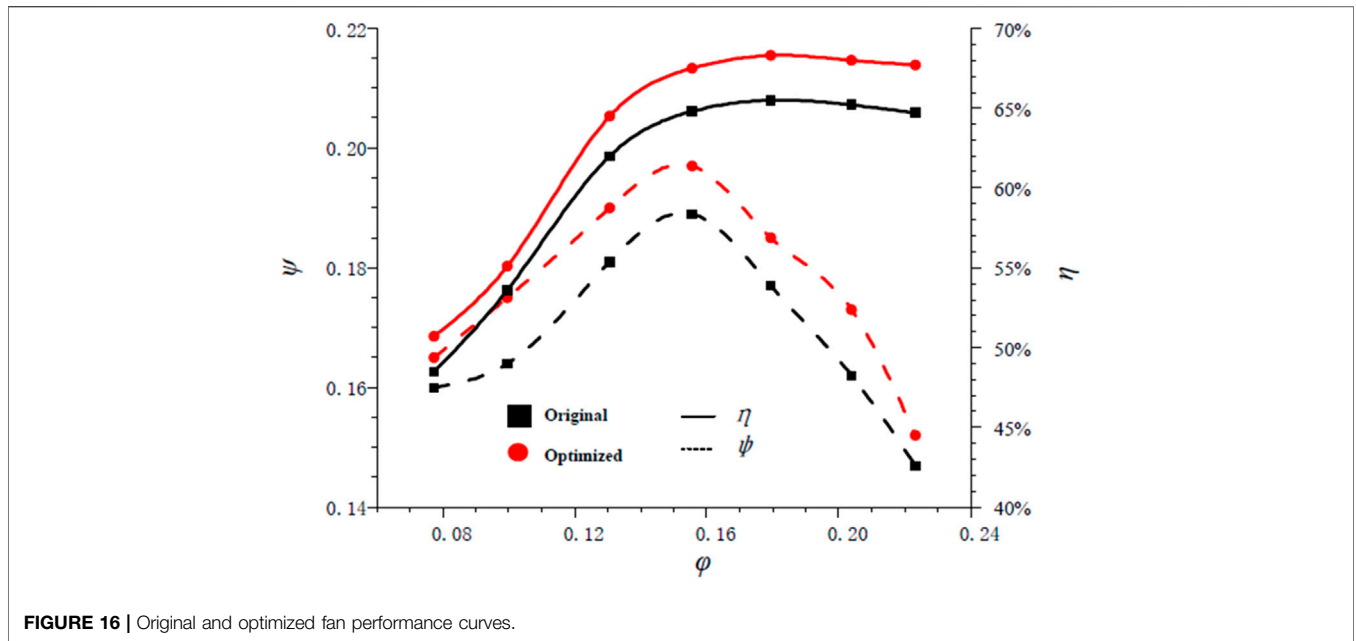 0. 22
0. 20
0. 18
0. 16
0. 14
ψ
70%
65%
60%
55%
50%
45%
40%
η
Original
η
Optimized
ψ
0. 08
0. 12
0. 16
0. 20
0. 24
φ
FIGURE 16 | Original and optimized fan performance curves.